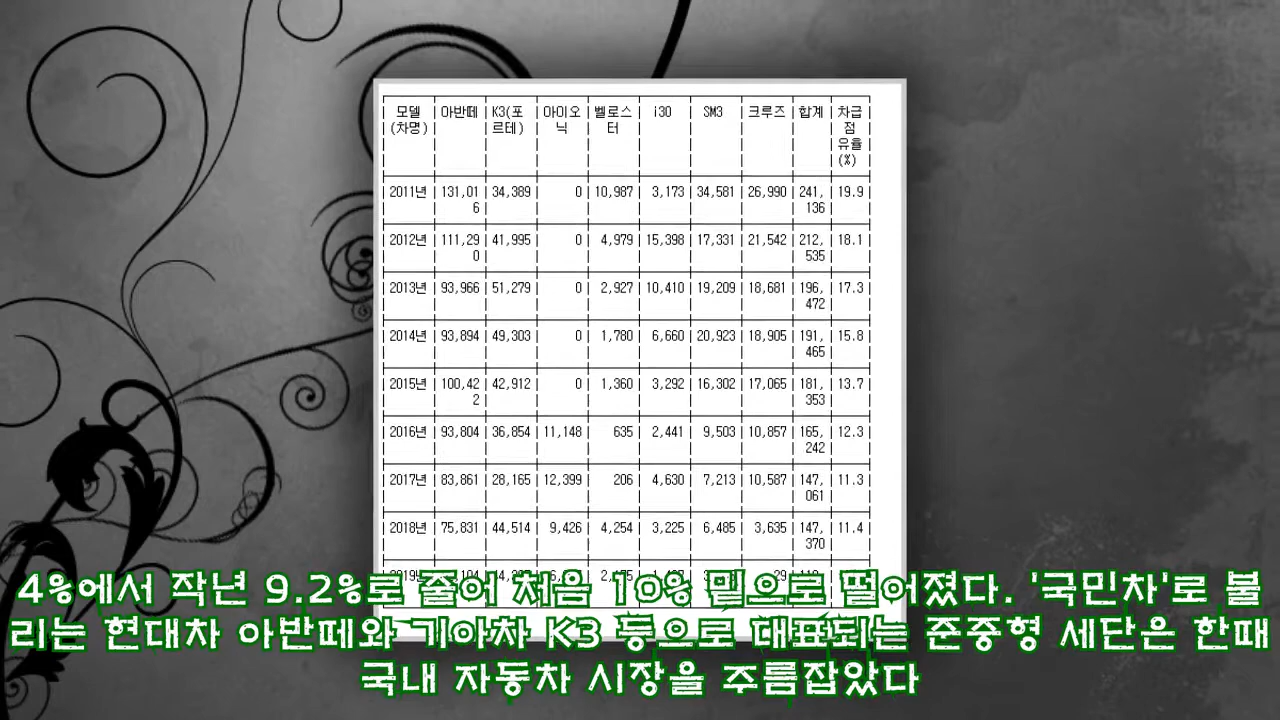 모델 (차명) 아반떼 K3(포르테) 아이오닉 벨로스터 i30 SM3 크루즈 합계 차급 점유율 (%)
2011년 131,016 34,389 0 10,987 3,173 34,581 26,990 241,136 19.9
2012년 111,290 41,995 0 4,979 15,398 17,331 21,542 212,535 18.1
2013년 93,966 51,279 0 2,927 10,410 19,209 18,681 196,472 17.3
2014년 93,894 49,303 0 1,780 6,660 20,923 18,905 191,465 15.8
2015년 100,422 42,912 0 1,360 3,292 16,302 17,065 181,353 13.7
2016년 93,804 36,854 11,148 635 2,441 9,503 10,857 165,242 12.3
2017년 83,861 28,165 12,399 206 4,630 7,213 10,587 147,061 11.3
2018년 75,831 44,514 9,426 4,254 3,225 6,485 3,635 147,370 11.4
4%에서 작년 9.2%로 줄어 처음 10% 밑으로 떨어졌다. '국민차'로 불
리는 현대차 아반떼와 기아차 K3 등으로 대표되는 준중형 세단은 한때
국내 자동차 시장을 주름잡았다